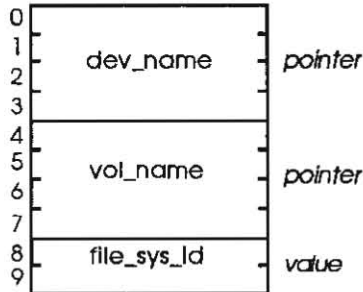 0
1
2
3
dev_name
pointer
4
5
6
7
vol_name
pointer
8
9
file_sys_Id
value